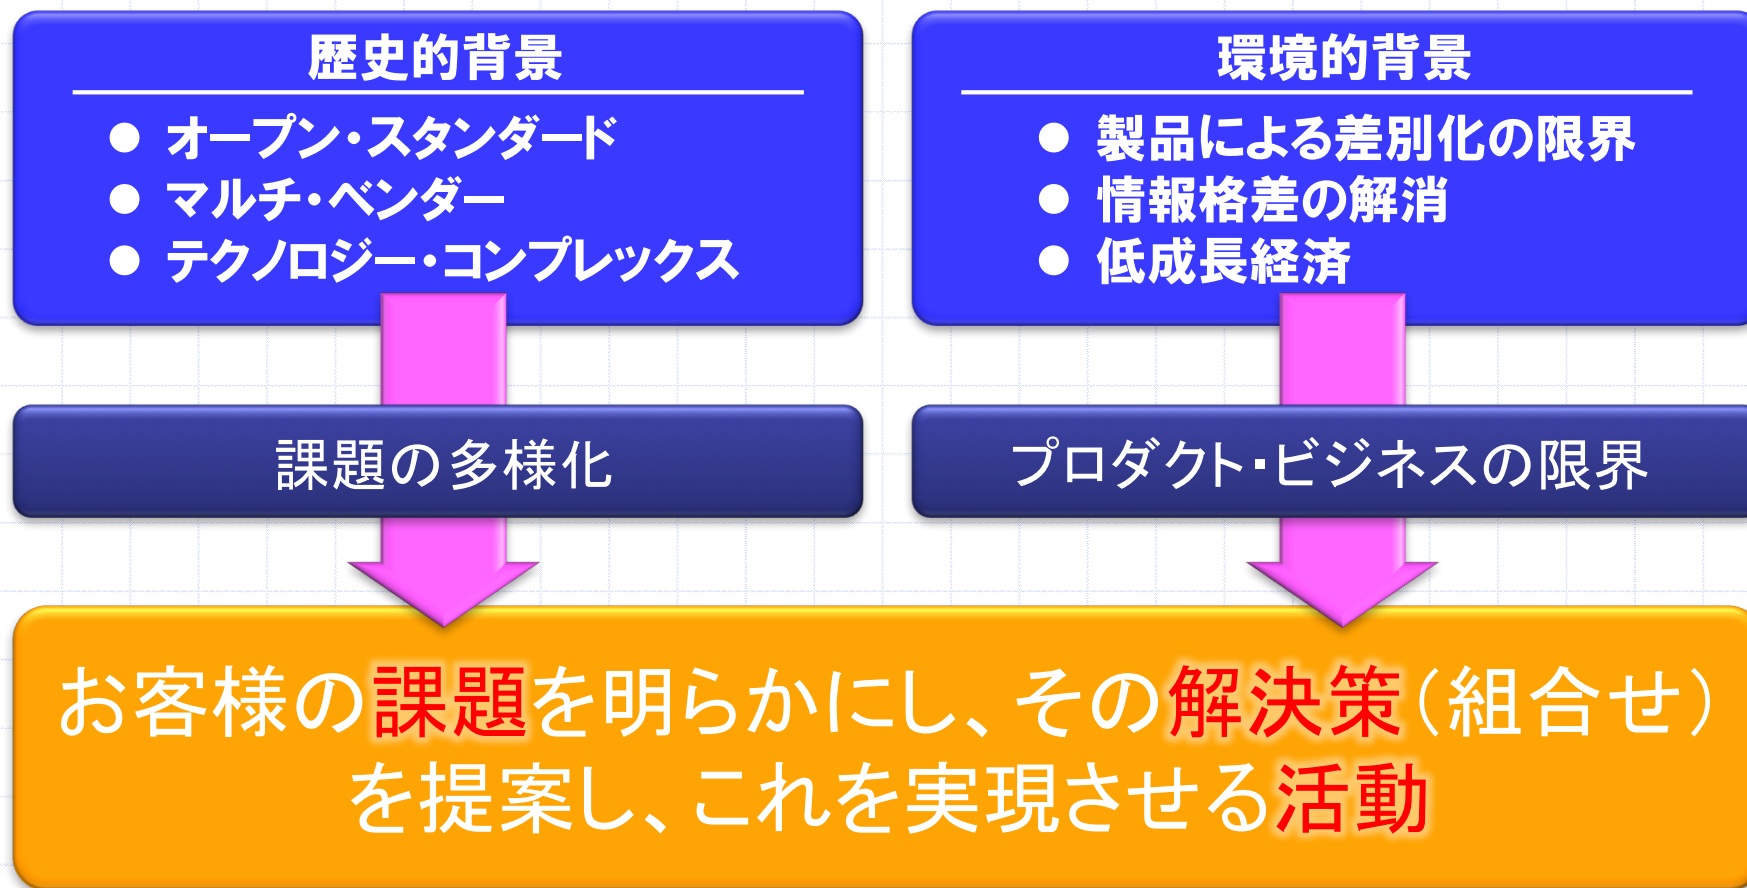 歴史的背景
● オープン・スタンダード
● マルチ・ベンダー
● テクノロジー・コンプレックス
環境的背景
● 製品による差別化の限界
● 情報格差の解消
● 低成長経済
課題の多様化
プロダクト・ビジネスの限界
お客様の課題を明らかにし、その解決策(組合せ)
を提案し、これを実現させる活動